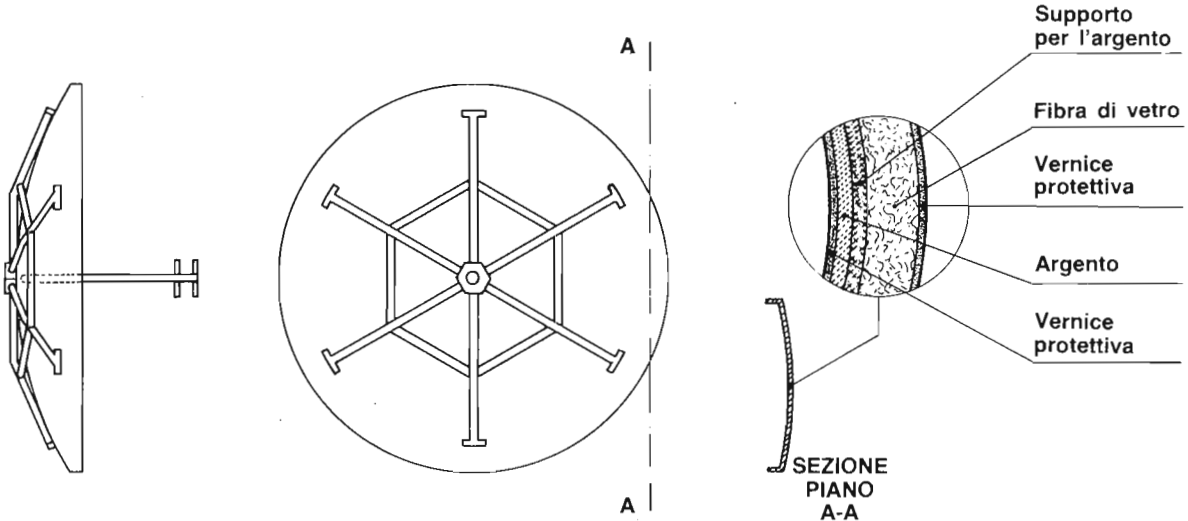 A
A
Supporto
per l'argento
Fibra di vetro
Vernice
protettiva
Argento
Vernice
protettiva
SEZIONE
PIANO
A-A